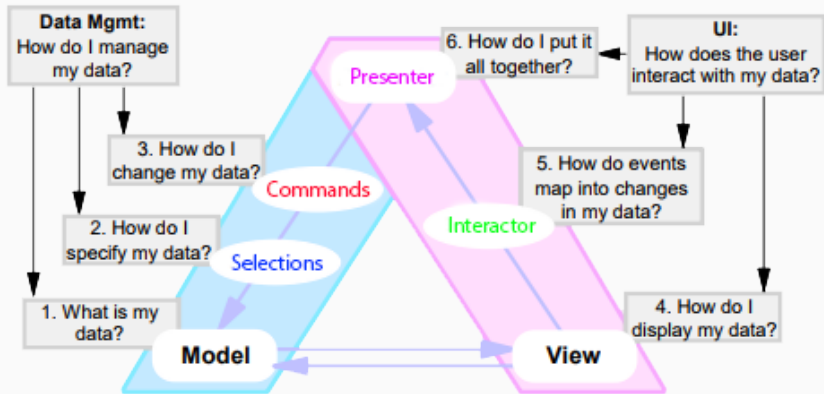 Data Mgmt:
How do I manage
my data?
6. How do I put it
all together?
UI:
How does the user
interact with my data?
Presenter
3. How do I
change my data?
Commands
5. How do events
map into changes
in my data?
2. How do I
specify my data?
Interactor
Selections
1. What is my
data?
4. How do I
display my data?
Model
View